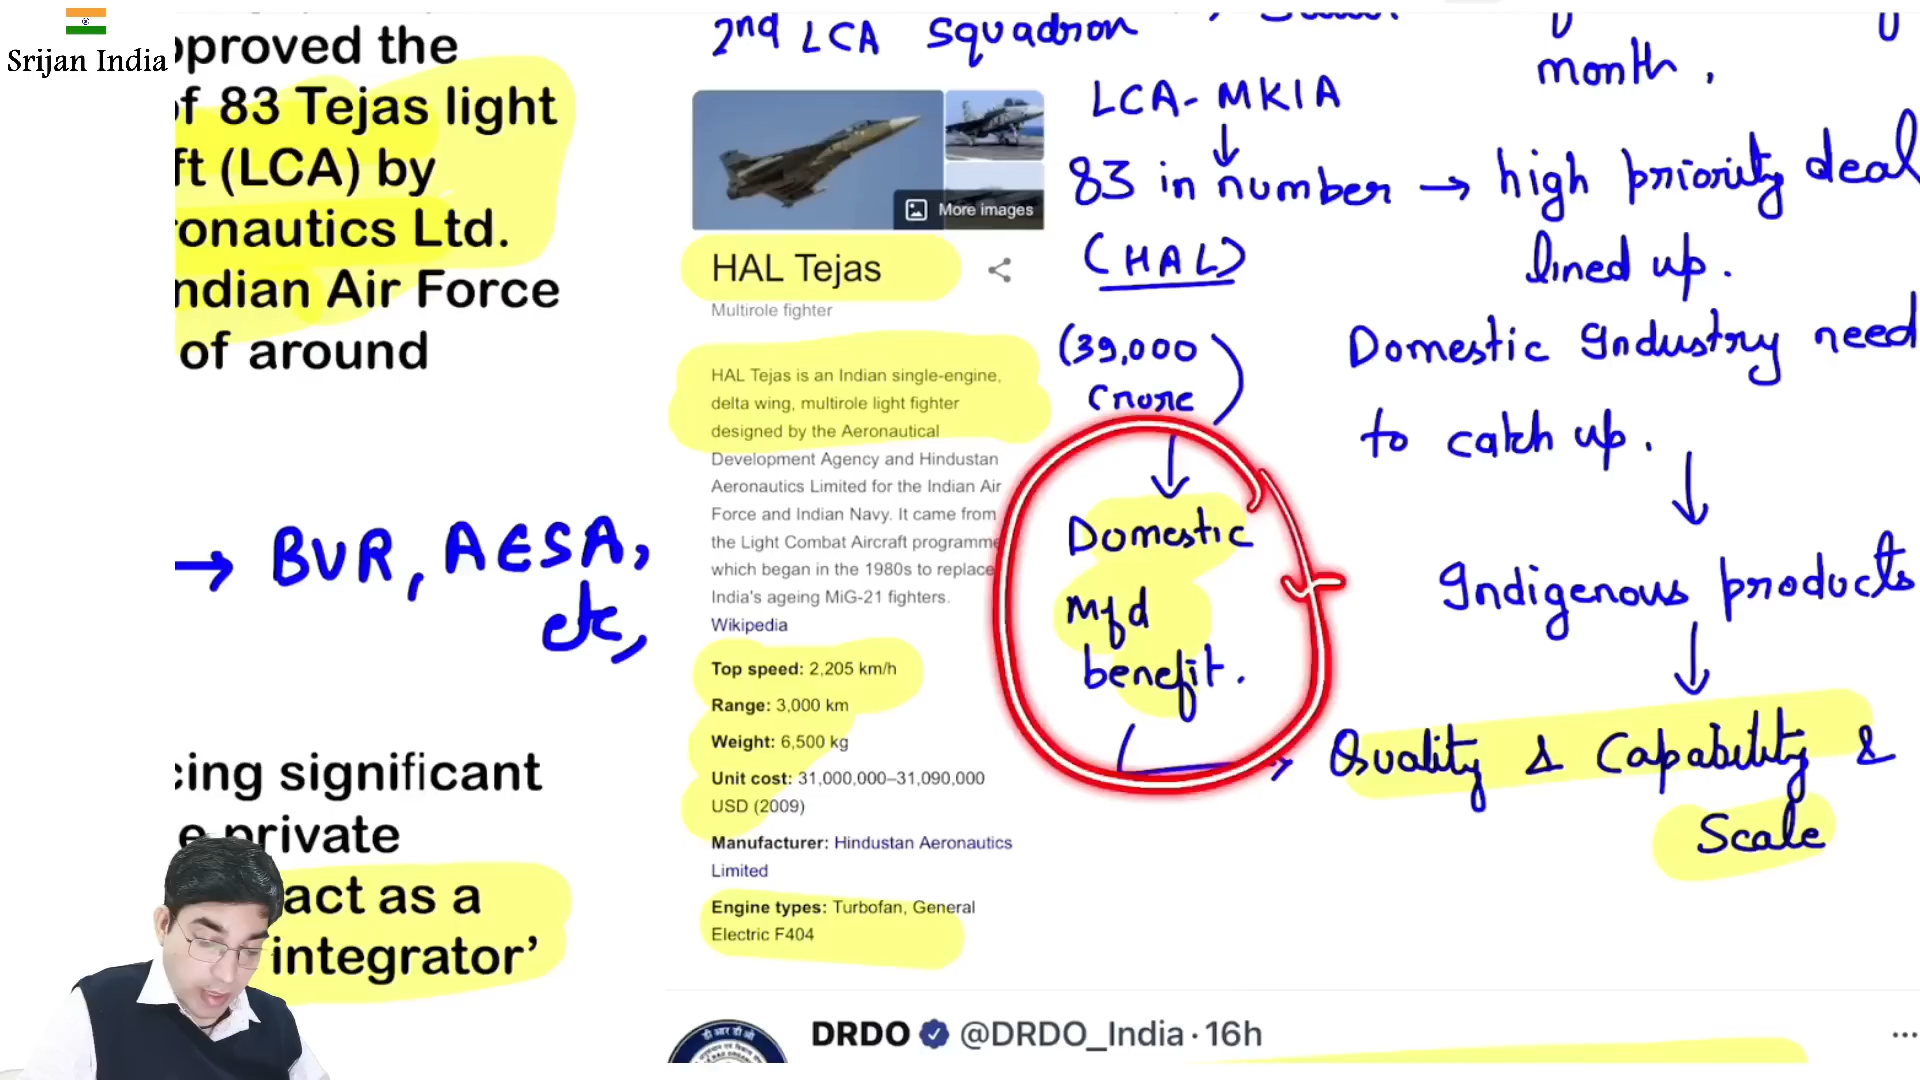 Srijan India
pproved the
of 83 Tejas light
ft (LCA) by
ronautics Ltd.
ndian Air Force
of around
→ BVR, AESA,
etc,
cing significant
e private
act as a
integrator’
2nd LCA Squadron
More images
HAL Tejas
Multirole fighter
HAL Tejas is an Indian single-engine,
delta wing, multirole light fighter
designed by the Aeronautical
Development Agency and Hindustan
Aeronautics Limited for the Indian Air
Force and Indian Navy. It came from
the Light Combat Aircraft programme
which began in the 1980s to replace
India's ageing MiG-21 fighters.
Wikipedia
Top speed: 2,205 km/h
Range: 3,000 km
Weight: 6,500 kg
Unit cost: 31,000,000–31,090,000
USD (2009)
Manufacturer: Hindustan Aeronautics
Limited
Engine types: Turbofan, General
Electric F404
LCA-MK1A
83 in number → high priority deal
(HAL)
lined up.
(39,000
Crore)
Domestic
Mfd
benefit.
month.
Domestic Industry need
to catch up.
Indigenous products
Quality & Capability &
Scale
DRDO @DRDO_India · 16h